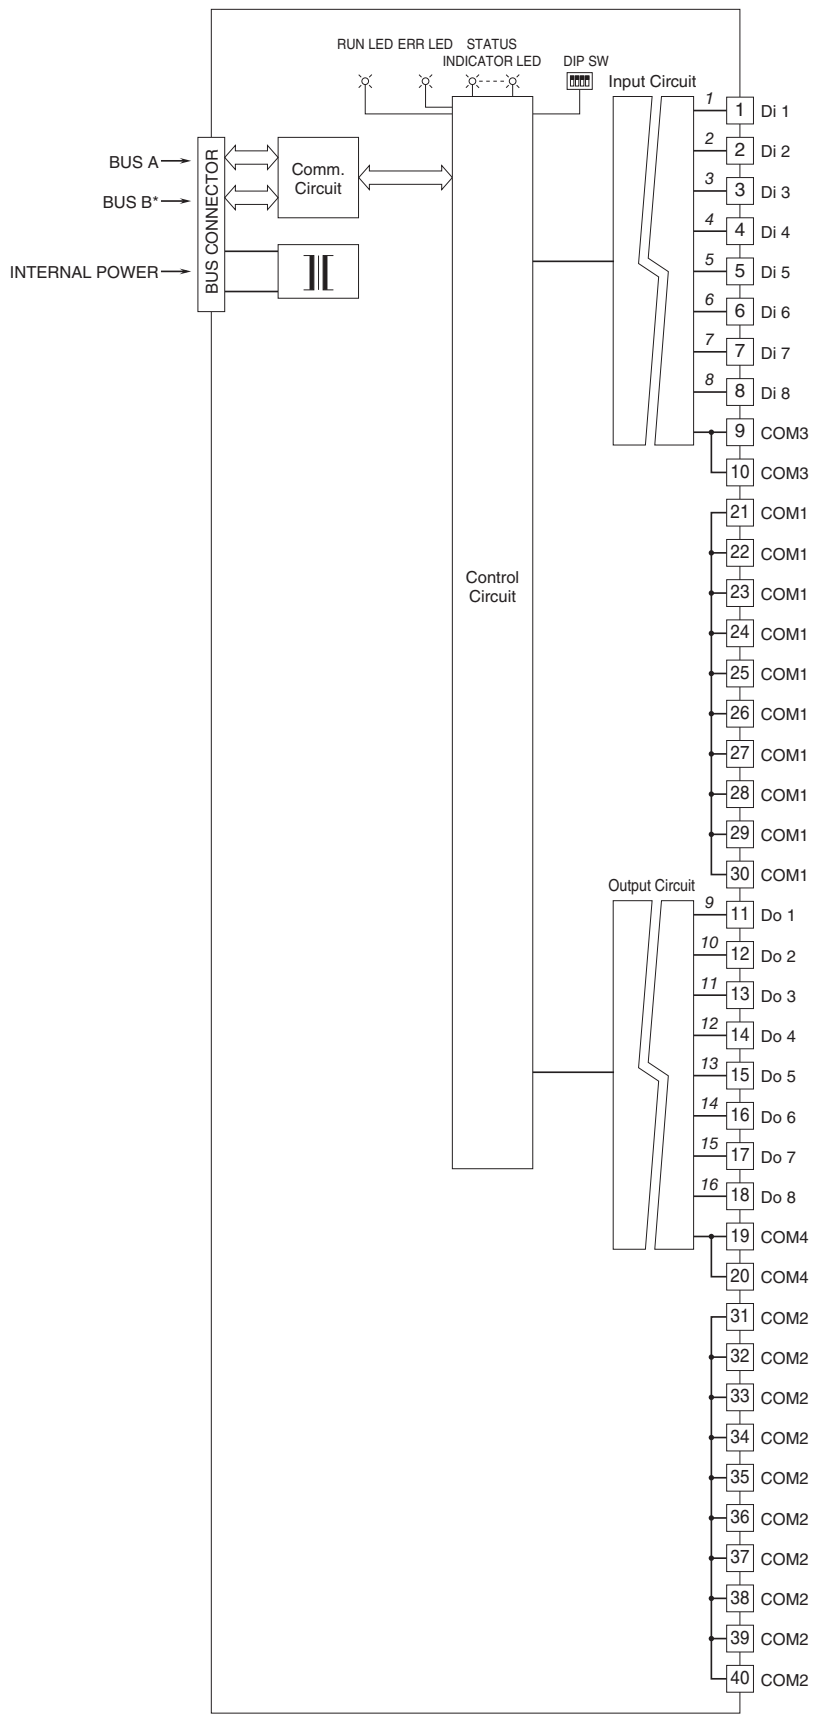 RUN LED ERR LED STATUS
INDICATOR LED DIP SW
Input Circuit
BUS A
BUS B*
INTERNAL POWER
BUS CONNECTOR
Comm.
Circuit
Control
Circuit
1 1 Di 1
2 2 Di 2
3 3 Di 3
4 4 Di 4
5 5 Di 5
6 6 Di 6
7 7 Di 7
8 8 Di 8
9 COM3
10 COM3
21 COM1
22 COM1
23 COM1
24 COM1
25 COM1
26 COM1
27 COM1
28 COM1
29 COM1
30 COM1
Output Circuit
9 11 Do 1
10 12 Do 2
11 13 Do 3
12 14 Do 4
13 15 Do 5
14 16 Do 6
15 17 Do 7
16 18 Do 8
19 COM4
20 COM4
31 COM2
32 COM2
33 COM2
34 COM2
35 COM2
36 COM2
37 COM2
38 COM2
39 COM2
40 COM2